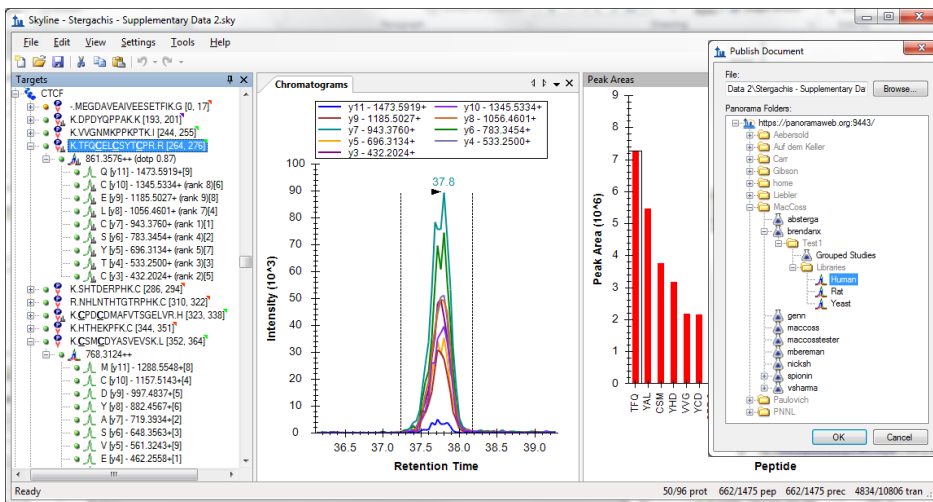 Skyline - Stergachis - Supplementary Data 2.sky
File Edit View Settings Tools Help
Targets
CTCF
-.MEGDAVEAIVEESETFIK.G [0, 17]
K.DPDYQPPAK.K [193, 201]
K.VVGNMKPPKPTK.I [244, 255]
K.TFQCELCSYTCPR.R [264, 276]
861.3576++ (dotp 0.87)
Q [y11] - 1473.5919+[9]
C [y10] - 1345.5334+ (rank 8)[6]
E [y9] - 1185.5027+ (rank 9)[8]
L [y8] - 1056.4601+ (rank 7)[4]
C [y7] - 943.3760+ (rank 1)[1]
S [y6] - 783.3454+ (rank 4)[2]
Y [y5] - 696.3134+ (rank 5)[7]
T [y4] - 533.2500+ (rank 3)[3]
C [y3] - 432.2024+ (rank 2)[5]
K.SHTDERPHK.C [286, 294]
R.NHLNTHTGTRPHK.C [310, 322]
K.CPDCDMAFVTSGELVR.H [323, 338]
K.HTHEKPFK.C [344, 351]
K.CSMCDYASVEVSK.L [352, 364]
768.3124++
M [y11] - 1288.5548+[8]
C [y10] - 1157.5143+[4]
D [y9] - 997.4837+[5]
Y [y8] - 882.4567+[6]
A [y7] - 719.3934+[2]
S [y6] - 648.3563+[3]
V [y5] - 561.3243+[9]
E [y4] - 462.2558+[1]
Chromatograms
y11 - 1473.5919+ y10 - 1345.5334+
y9 - 1185.5027+ y8 - 1056.4601+
y7 - 943.3760+ y6 - 783.3454+
y5 - 696.3134+ y4 - 533.2500+
y3 - 432.2024+
100
90
80
70
60
50
40
30
20
10
0
Intensity (10^3)
37.8
36.5 37.0 37.5 38.0 38.5 39.0
Retention Time
Peak Areas
9
8
7
6
5
4
3
2
1
0
Peak Area (10^6)
TFQ YAL CSM YHD VVG YCD
Peptide
Publish Document
File:
Data 2\Stergachis - Supplementary Da
Browse...
Panorama Folders:
https://panoramaweb.org:9443/
Aebersold
Auf dem Keller
Carr
Gibson
home
Liebler
MacCoss
absterga
brendanx
Test1
Grouped Studies
Libraries
Human
Rat
Yeast
genn
maccoss
maccosstester
mbereman
nicksh
spionin
vsharma
Paulovich
PNNL
OK Cancel
Ready 50/96 prot 662/1475 pep 662/1475 prec 4834/10806 tran